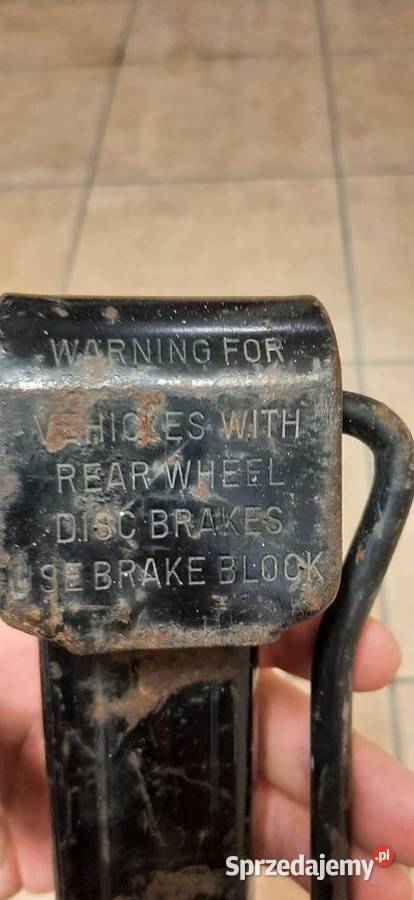 WARNING FOR
VEHICLES WITH
REAR WHEEL
DISC BRAKES
USE BRAKE BLOCK
Sprzedajemy.pl